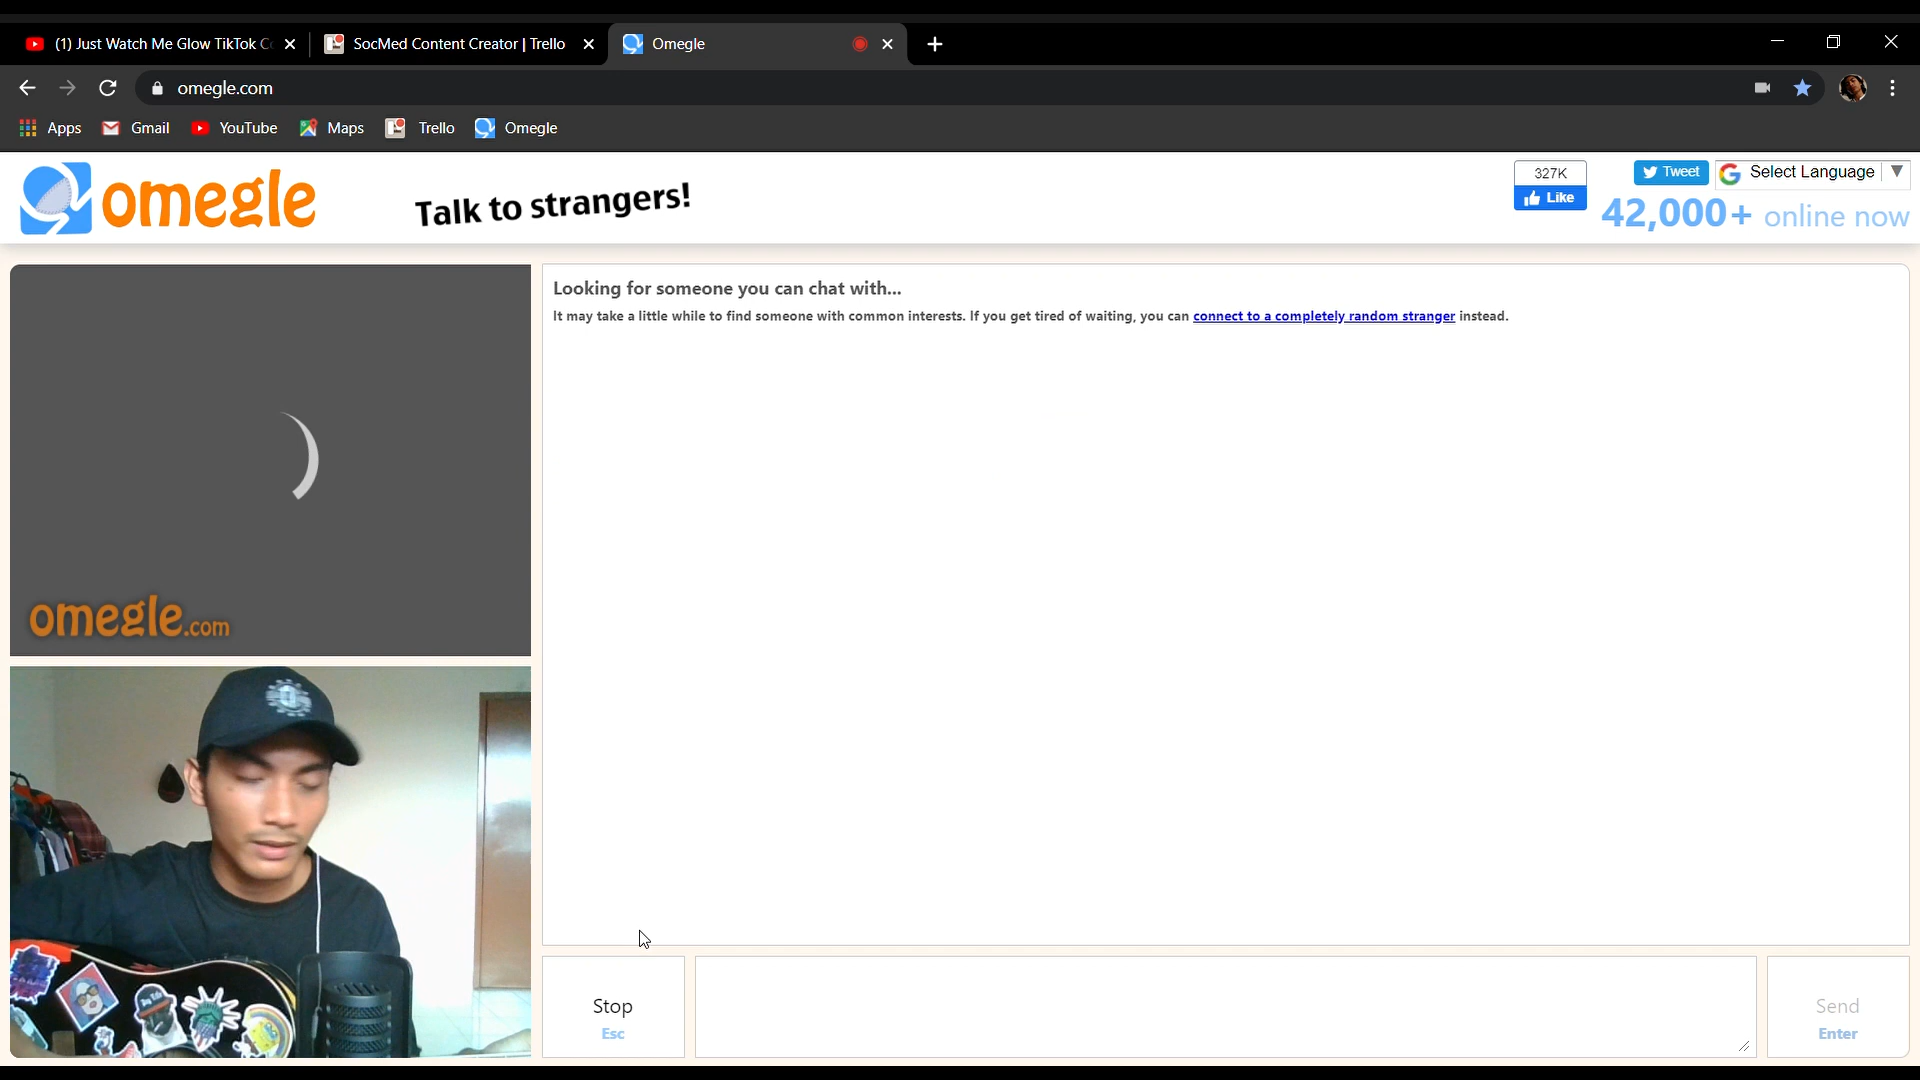 (1) Just Watch Me Glow TikTok C
SocMed Content Creator | Trello
Omegle
omegle.com
Apps
Gmail
YouTube
Maps
Trello
Omegle
omegle
Talk to strangers!
327K
Like
Tweet
Select Language
42,000+ online now
Looking for someone you can chat with...
It may take a little while to find someone with common interests. If you get tired of waiting, you can connect to a completely random stranger instead.
omegle.com
Stop
Esc
Send
Enter